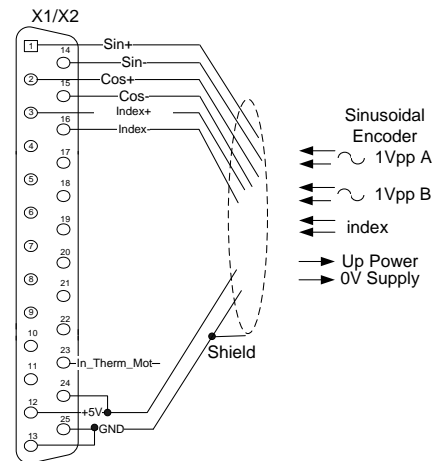 X1/X2
1
14
Sin+
Sin-
2
15
Cos+
Cos-
3
16
Index+
Index-
4
17
5
18
6
19
7
20
8
21
9
22
10
23
In_Therm_Mot
11
24
12
+5V
25
GND
13
Shield
Sinusoidal
Encoder
1Vpp A
1Vpp B
index
Up Power
0V Supply